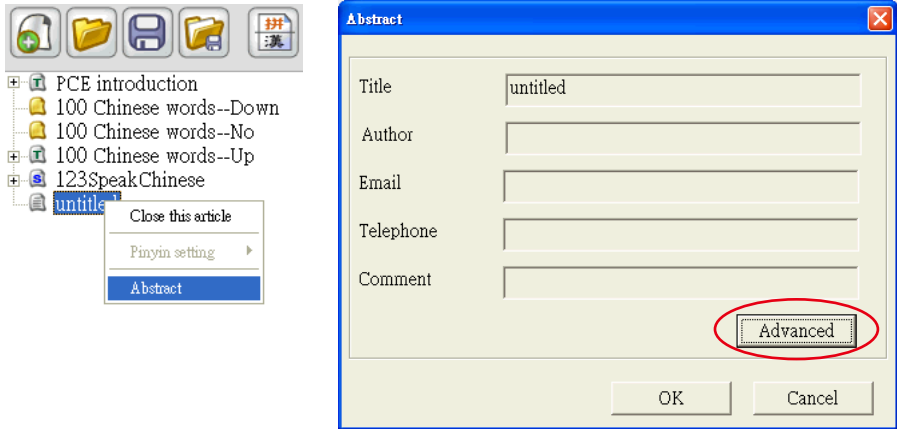 拼
漢
PCE introduction
100 Chinese words--Down
100 Chinese words--No
100 Chinese words--Up
123SpeakChinese
untitled
Close this article
Pinyin setting
Abstract
Abstract
Title
untitled
Author
Email
Telephone
Comment
Advanced
OK
Cancel